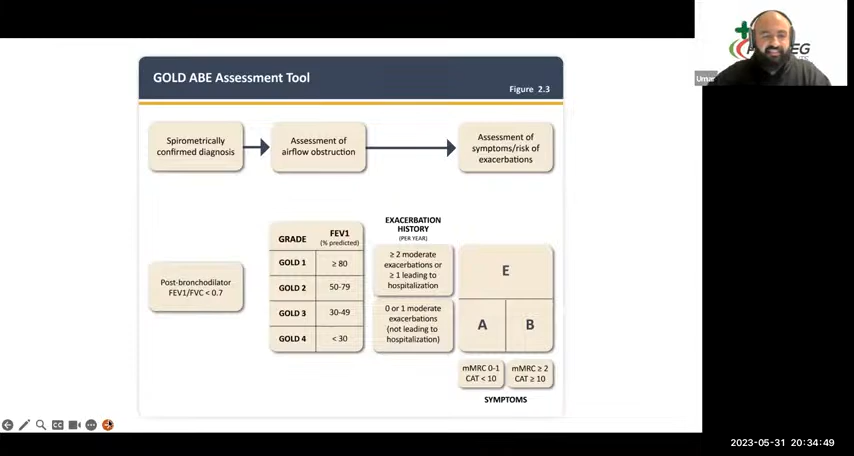 GOLD ABE Assessment Tool
Figure 2.3
Spirometrically
confirmed diagnosis
Assessment of
airflow obstruction
Assessment of
symptoms/risk of
exacerbations
Post-bronchodilator
FEV1/FVC < 0.7
GRADE
FEV1
(% predicted)
GOLD 1
≥ 80
GOLD 2
50-79
GOLD 3
30-49
GOLD 4
< 30
EXACERBATION
HISTORY
(PER YEAR)
≥ 2 moderate
exacerbations or
≥ 1 leading to
hospitalization
0 or 1 moderate
exacerbations
(not leading to
hospitalization)
E
A
B
mMRC 0-1
CAT < 10
mMRC ≥ 2
CAT ≥ 10
SYMPTOMS
CC
2023-05-31 20:34:49